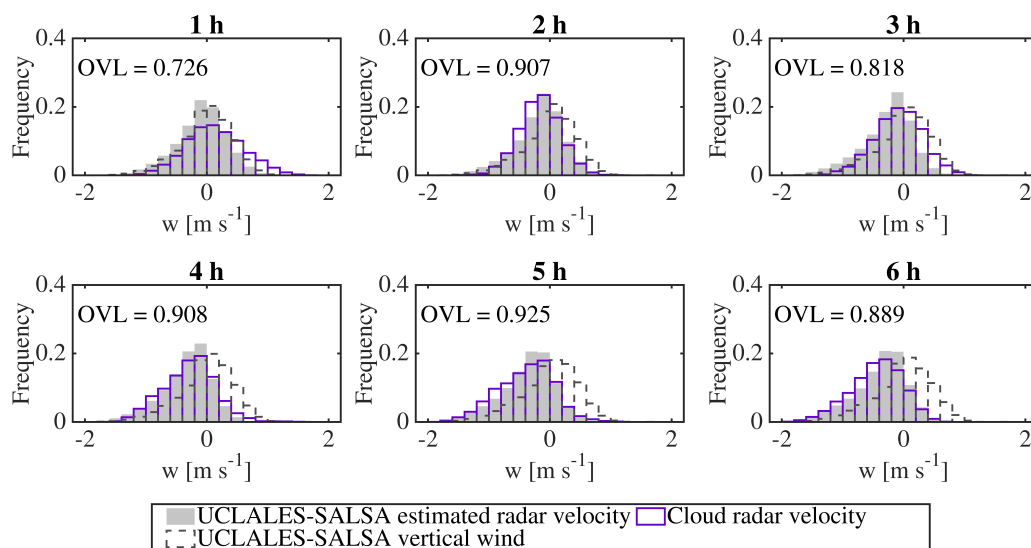 1 h
2 h
3 h
0.4
0.4
0.4
OVL = 0.726
OVL = 0.907
OVL = 0.818
Frequency
Frequency
Frequency
0.2
0.2
0.2
0
0
0
-2 0 2
-2 0 2
-2 0 2
w [m s-1]
w [m s-1]
w [m s-1]
4 h
5 h
6 h
0.4
0.4
0.4
OVL = 0.908
OVL = 0.925
OVL = 0.889
Frequency
Frequency
Frequency
0.2
0.2
0.2
0
0
0
-2 0 2
-2 0 2
-2 0 2
w [m s-1]
w [m s-1]
w [m s-1]
UCLALES-SALSA estimated radar velocity Cloud radar velocity
UCLALES-SALSA vertical wind